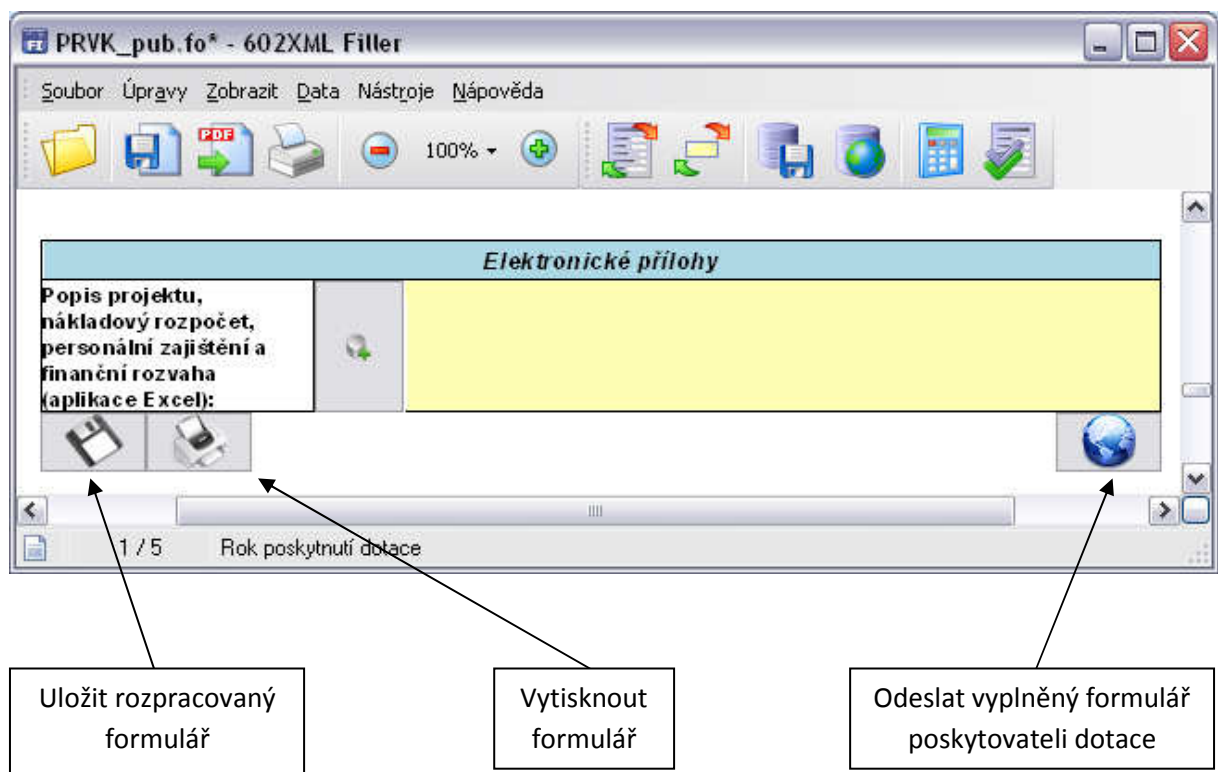 PRVK_pub.fo* - 602XML Filler
Soubor Úpravy Zobrazit Data Nástroje Nápověda
PDF
100%
Elektronické přílohy
Popis projektu,
nákladový rozpočet,
personální zajištění a
finanční rozvaha
(aplikace Excel):
1 / 5 Rok poskytnutí dotace
Uložit rozpracovaný
formulář
Vytisknout
formulář
Odeslat vyplněný formulář
poskytovateli dotace